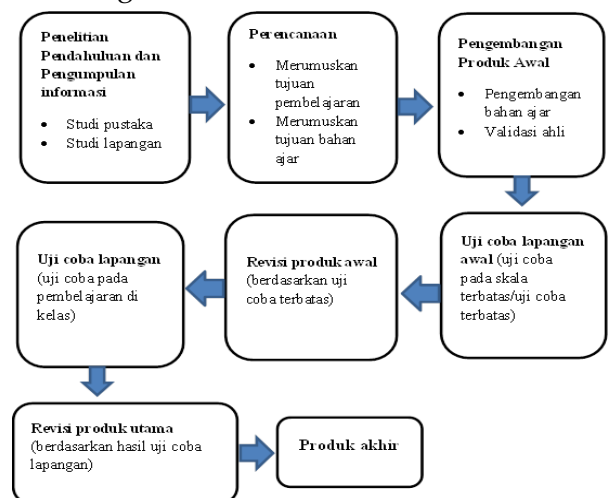 Penelitian
Pendahuluan dan
Pengumpulan
informasi
• Studi pustaka
• Studi lapangan
Perencanaan
• Merumuskan
tujuan
pembelajaran
• Merumuskan
tujuan bahan
ajar
Pengembangan
Produk Awal
• Pengembangan
bahan ajar
• Validasi ahli
Uji coba lapangan
awal (uji coba
pada skala
terbatas/uji coba
terbatas)
Revisi produk awal
(berdasarkan uji
coba terbatas)
Uji coba lapangan
(uji coba pada
pembelajaran di
kelas)
Revisi produk utama
(berdasarkan hasil uji coba
lapangan)
Produk akhir